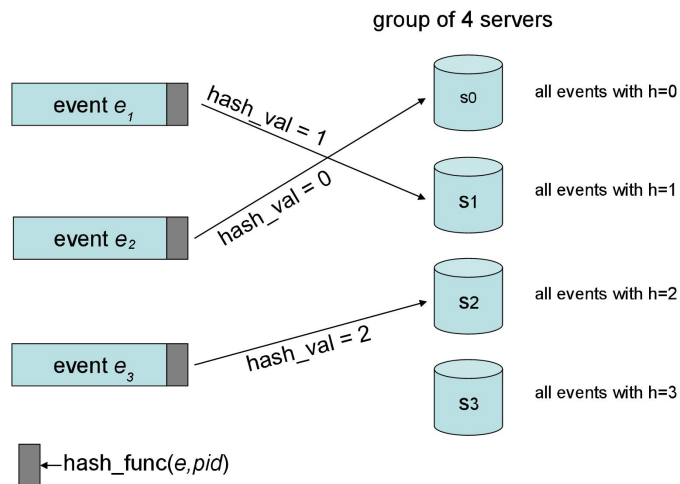 group of 4 servers
event e1
hash_val = 1
s0
all events with h=0
event e2
hash_val = 0
s1
all events with h=1
event e3
hash_val = 2
s2
all events with h=2
s3
all events with h=3
hash_func(e,pid)